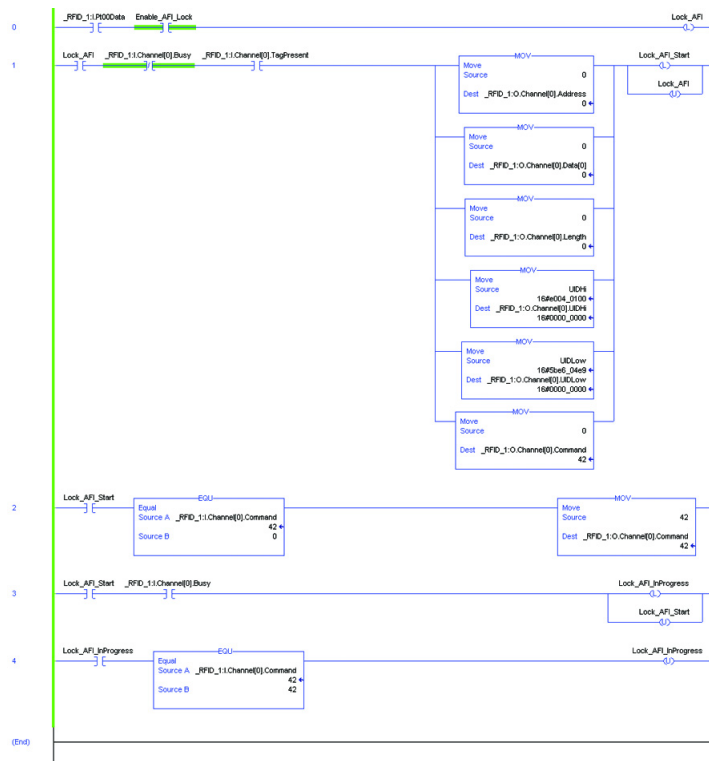 _RFID_1:I.Pt00Data Enable_AFI_Lock Lock_AFI
0 L
Lock_AFI _RFID_1:I.Channel[0].Busy _RFID_1:I.Channel[0].TagPresent MOV Lock_AFI_Start
1 Move L
Source 0
Lock_AFI
Dest _RFID_1:O.Channel[0].Address U
0
MOV
Move
Source 0
Dest _RFID_1:O.Channel[0].Data[0]
0
MOV
Move
Source 0
Dest _RFID_1:O.Channel[0].Length
0
MOV
Move
Source UIDHi
16#e004_0100
Dest _RFID_1:O.Channel[0].UIDHi
16#0000_0000
MOV
Move
Source UIDLow
16#5be6_04e9
Dest _RFID_1:O.Channel[0].UIDLow
16#0000_0000
MOV
Move
Source 0
Dest _RFID_1:O.Channel[0].Command
42
Lock_AFI_Start EQU MOV
2 Equal Move
Source A _RFID_1:I.Channel[0].Command Source 42
42
Source B 0 Dest _RFID_1:O.Channel[0].Command
42
Lock_AFI_Start _RFID_1:I.Channel[0].Busy Lock_AFI_InProgress
3 L
Lock_AFI_Start
U
Lock_AFI_InProgress EQU Lock_AFI_InProgress
4 Equal U
Source A _RFID_1:I.Channel[0].Command
42
Source B 42
(End)